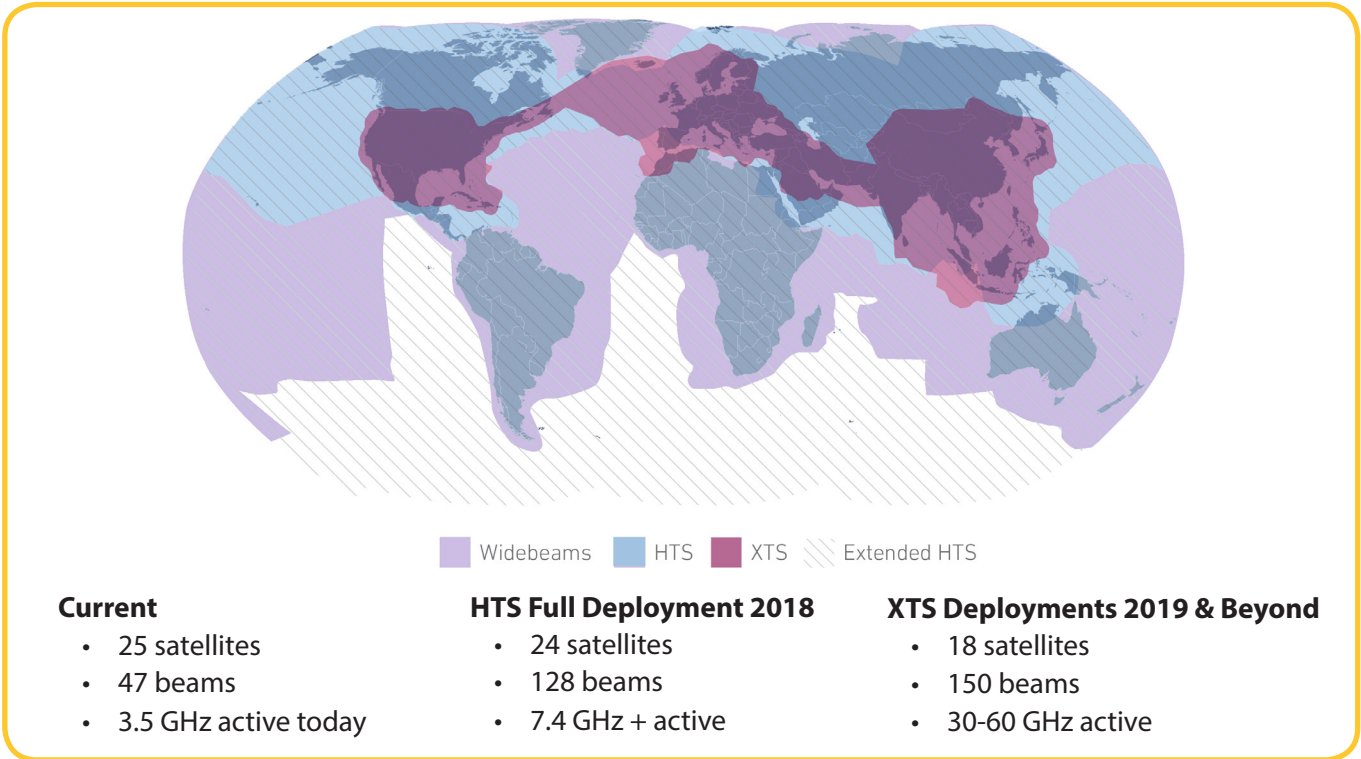 Widebeams HTS XTS Extended HTS
Current
• 25 satellites
• 47 beams
• 3.5 GHz active today
HTS Full Deployment 2018
• 24 satellites
• 128 beams
• 7.4 GHz + active
XTS Deployments 2019 & Beyond
• 18 satellites
• 150 beams
• 30-60 GHz active